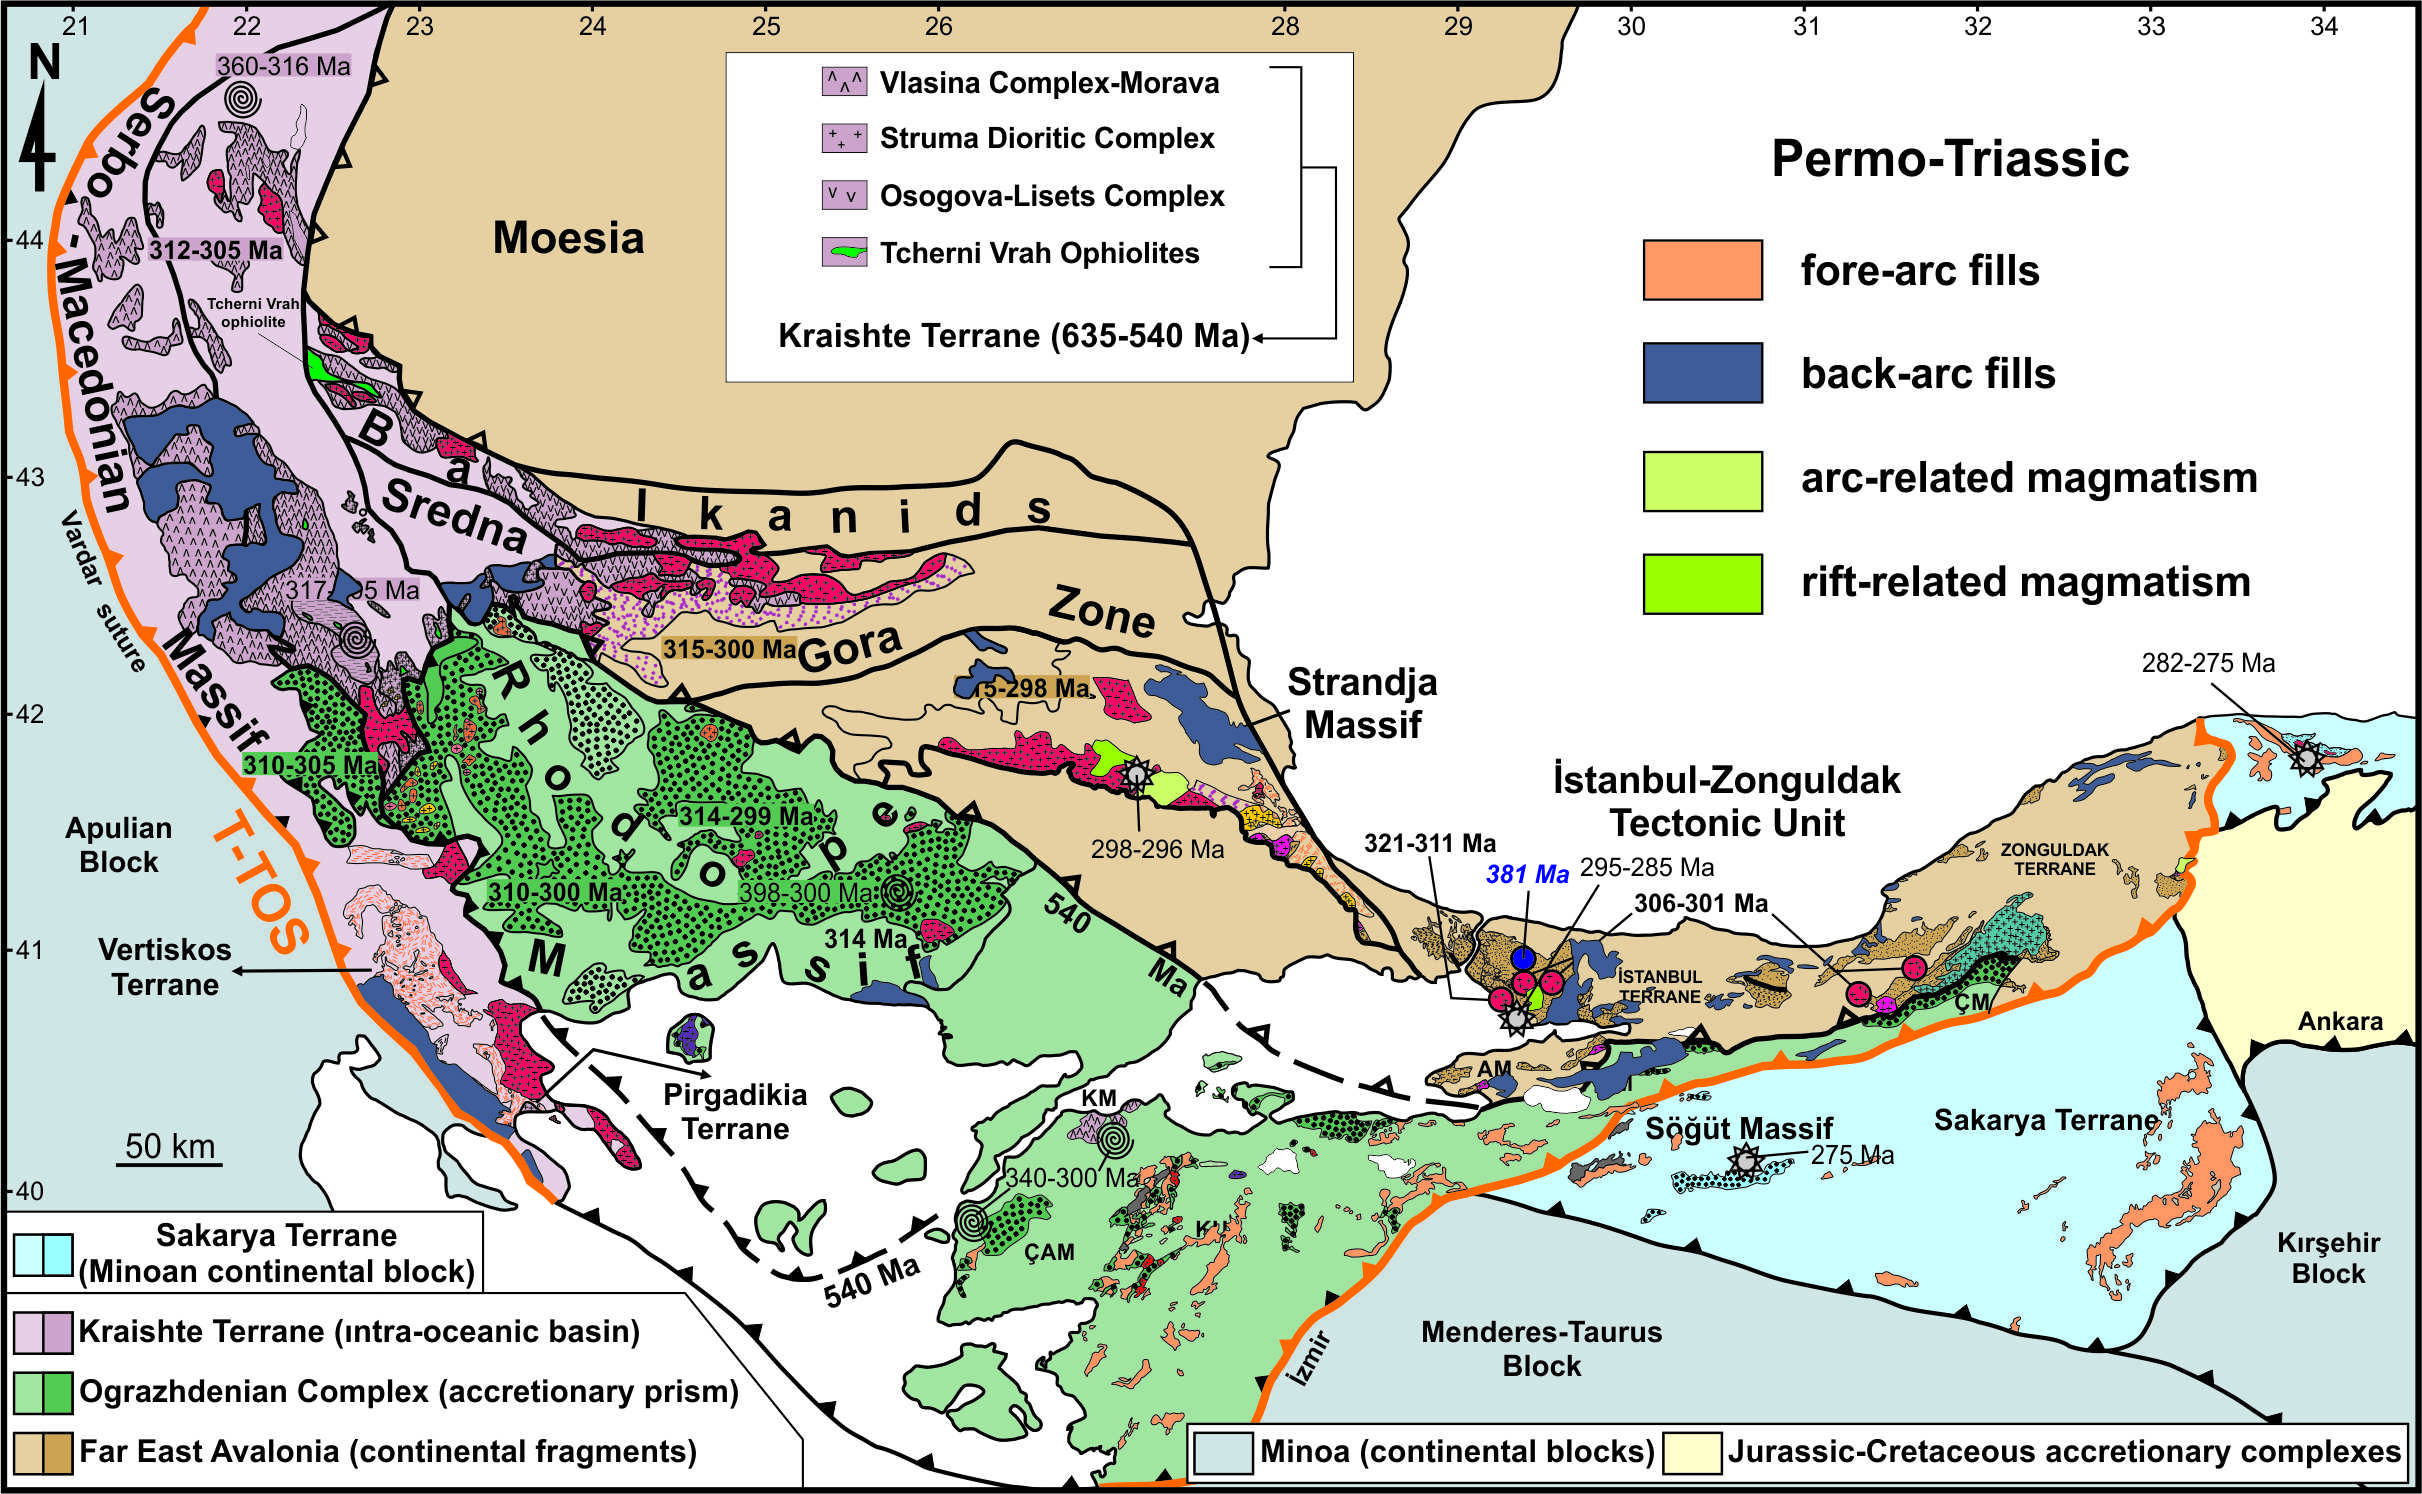 21 22 23 24 25 26 28 29 30 31 32 33 34
N
44
43
42
41
40
360-316 Ma
Serbo
-Macedonian
Massif
312-305 Ma
Tcherni Vrah
ophiolite
Moesia
Vlasina Complex-Morava
Struma Dioritic Complex
Osogova-Lisets Complex
Tcherni Vrah Ophiolites
Kraishte Terrane (635-540 Ma)
Permo-Triassic
fore-arc fills
back-arc fills
arc-related magmatism
rift-related magmatism
Balkanids
Sredna
Gora
Zone
Vardar suture
315-300 Ma
Strandja
Massif
298-296 Ma
Rhodope
Massif
310-305 Ma
314-299 Ma
310-300 Ma
398-300 Ma
314 Ma
540 Ma
Apulian
Block
T-TOS
Vertiskos
Terrane
Pirgadikia
Terrane
50 km
İstanbul-Zonguldak
Tectonic Unit
321-311 Ma
381 Ma
295-285 Ma
306-301 Ma
282-275 Ma
ZONGULDAK
TERRANE
İSTANBUL
TERRANE
ÇM
AM
Ankara
KM
340-300 Ma
ÇAM
540 Ma
Söğüt Massif
275 Ma
Sakarya Terrane
Kırşehir
Block
Menderes-Taurus
Block
İzmir
Sakarya Terrane
(Minoan continental block)
Kraishte Terrane (ıntra-oceanic basin)
Ograzhdenian Complex (accretionary prism)
Far East Avalonia (continental fragments)
Minoa (continental blocks)
Jurassic-Cretaceous accretionary complexes